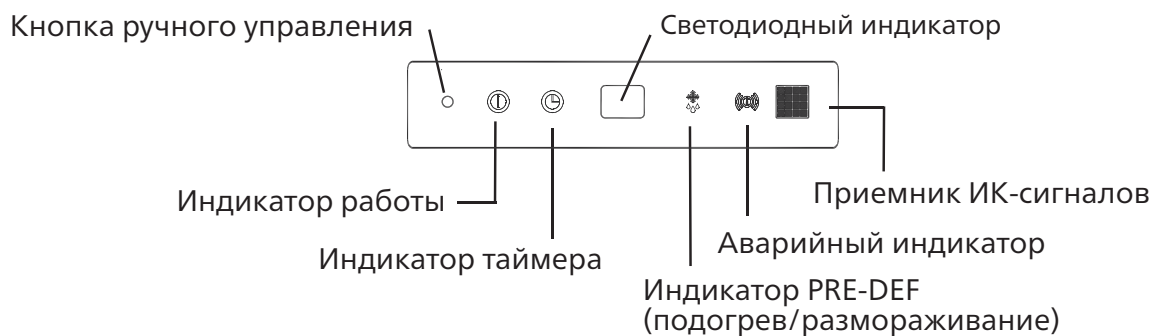 Кнопка ручного управления
Светодиодный индикатор
Индикатор работы
Приемник ИК-сигналов
Индикатор таймера
Аварийный индикатор
Индикатор PRE-DEF
(подогрев/размораживание)